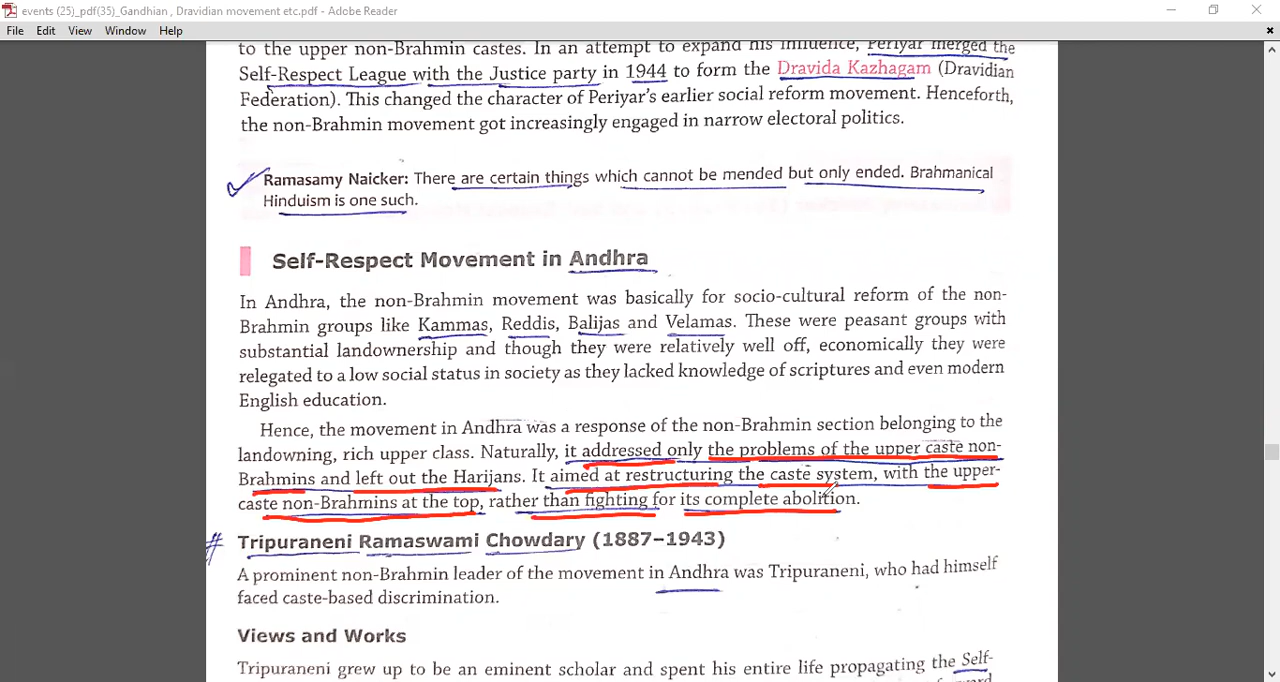 events (25)_pdf(35)_Gandhian , Dravidian movement etc.pdf - Adobe Reader
File Edit View Window Help
to the upper non-Brahmin castes. In an attempt to expand his influence, Periyar merged the
Self-Respect League with the Justice party in 1944 to form the Dravida Kazhagam (Dravidian
Federation). This changed the character of Periyar's earlier social reform movement. Henceforth,
the non-Brahmin movement got increasingly engaged in narrow electoral politics.
Ramasamy Naicker: There are certain things which cannot be mended but only ended. Brahmanical
Hinduism is one such.
Self-Respect Movement in Andhra
In Andhra, the non-Brahmin movement was basically for socio-cultural reform of the non-
Brahmin groups like Kammas, Reddis, Balijas and Velamas. These were peasant groups with
substantial landownership and though they were relatively well off, economically they were
relegated to a low social status in society as they lacked knowledge of scriptures and even modern
English education.
Hence, the movement in Andhra was a response of the non-Brahmin section belonging to the
landowning, rich upper class. Naturally, it addressed only the problems of the upper caste non-
Brahmins and left out the Harijans. It aimed at restructuring the caste system, with the upper-
caste non-Brahmins at the top, rather than fighting for its complete abolition.
# Tripuraneni Ramaswami Chowdary (1887–1943)
A prominent non-Brahmin leader of the movement in Andhra was Tripuraneni, who had himself
faced caste-based discrimination.
Views and Works
Tripuraneni grew up to be an eminent scholar and spent his entire life propagating the Self-